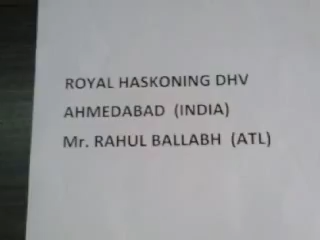 ROYAL HASKONING DHV
AHMEDABAD (INDIA)
Mr. RAHUL BALLABH (ATL)